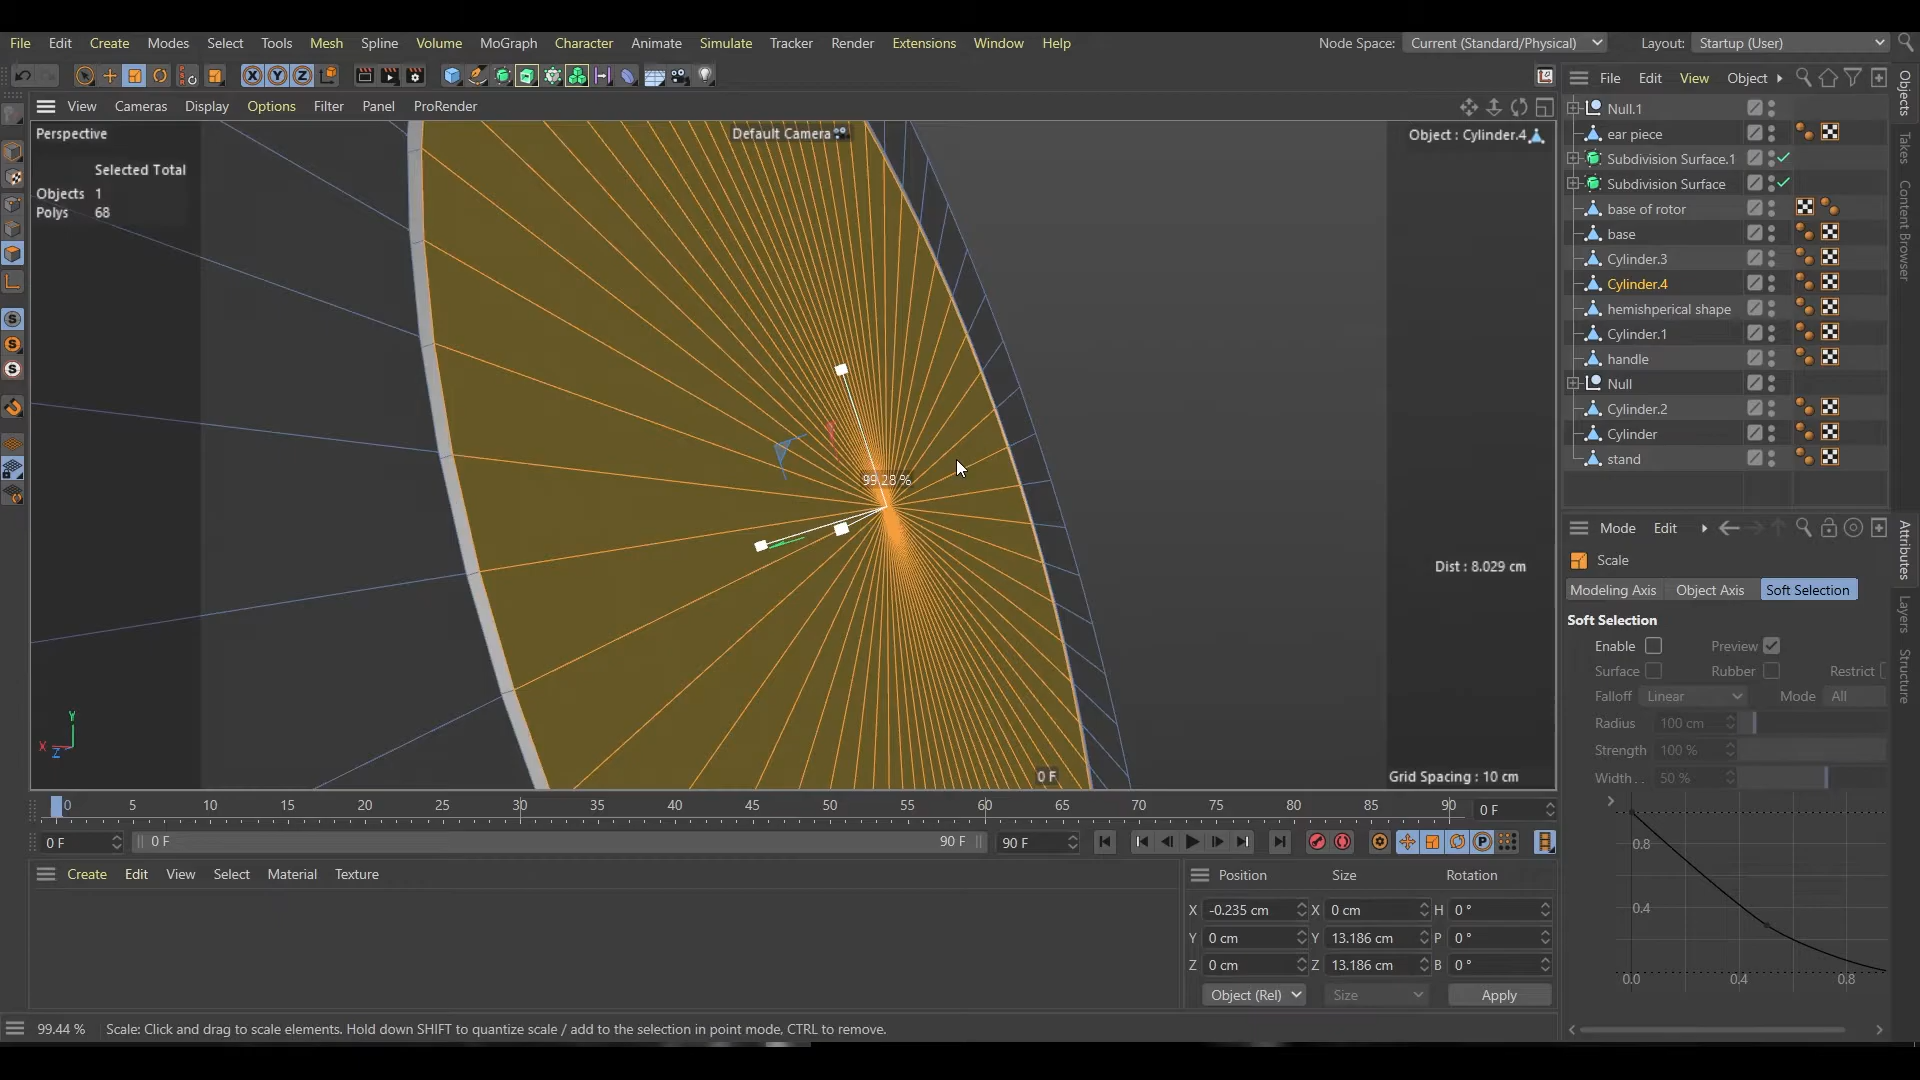 File Edit Create Modes Select Tools Mesh Spline Volume MoGraph Character Animate Simulate Tracker Render Extensions Window Help Node Space: Current (Standard/Physical) Layout: Startup (User)
X Y Z
View Cameras Display Options Filter Panel ProRender
Perspective
Default Camera
Object : Cylinder.4
Selected Total
Objects 1
Polys 68
99.28 %
Dist : 8.029 cm
Y
X
Z
0 F
Grid Spacing : 10 cm
File Edit View Object
Null.1
ear piece
Subdivision Surface.1
Subdivision Surface
base of rotor
base
Cylinder.3
Cylinder.4
hemishperical shape
Cylinder.1
handle
Null
Cylinder.2
Cylinder
stand
Objects
Takes
Content Browser
Mode Edit
Scale
Modeling Axis Object Axis Soft Selection
Soft Selection
Enable Preview
Surface Rubber Restrict
Falloff Linear Mode All
Radius 100 cm
Strength 100 %
Width . . 50 %
0.8
0.4
0.0 0.4 0.8
Attributes
Layers
Structure
0 5 10 15 20 25 30 35 40 45 50 55 60 65 70 75 80 85 90 0 F
0 F 0 F 90 F 90 F P
Create Edit View Select Material Texture
Position Size Rotation
X -0.235 cm X 0 cm H 0 °
Y 0 cm Y 13.186 cm P 0 °
Z 0 cm Z 13.186 cm B 0 °
Object (Rel) Size Apply
99.44 % Scale: Click and drag to scale elements. Hold down SHIFT to quantize scale / add to the selection in point mode, CTRL to remove.